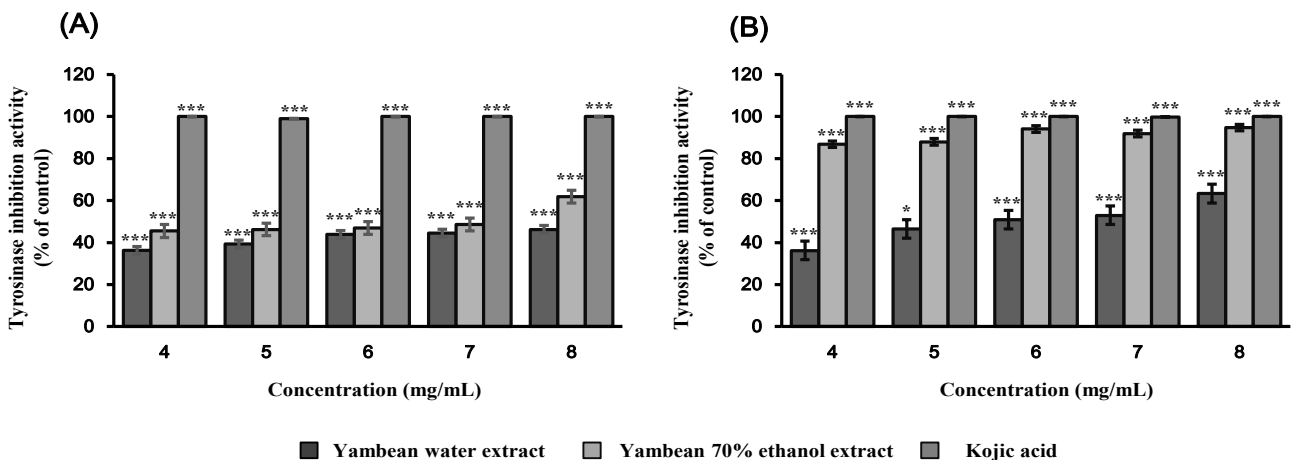 (A)
Tyrosinase inhibition activity
(% of control)
120
100
80
60
40
20
0
*** *** ***
*** *** ***
*** *** ***
*** *** ***
*** *** ***
4 5 6 7 8
Concentration (mg/mL)
(B)
Tyrosinase inhibition activity
(% of control)
120
100
80
60
40
20
0
*** *** ***
* *** ***
*** *** ***
*** *** ***
*** *** ***
4 5 6 7 8
Concentration (mg/mL)
Yambean water extract Yambean 70% ethanol extract Kojic acid